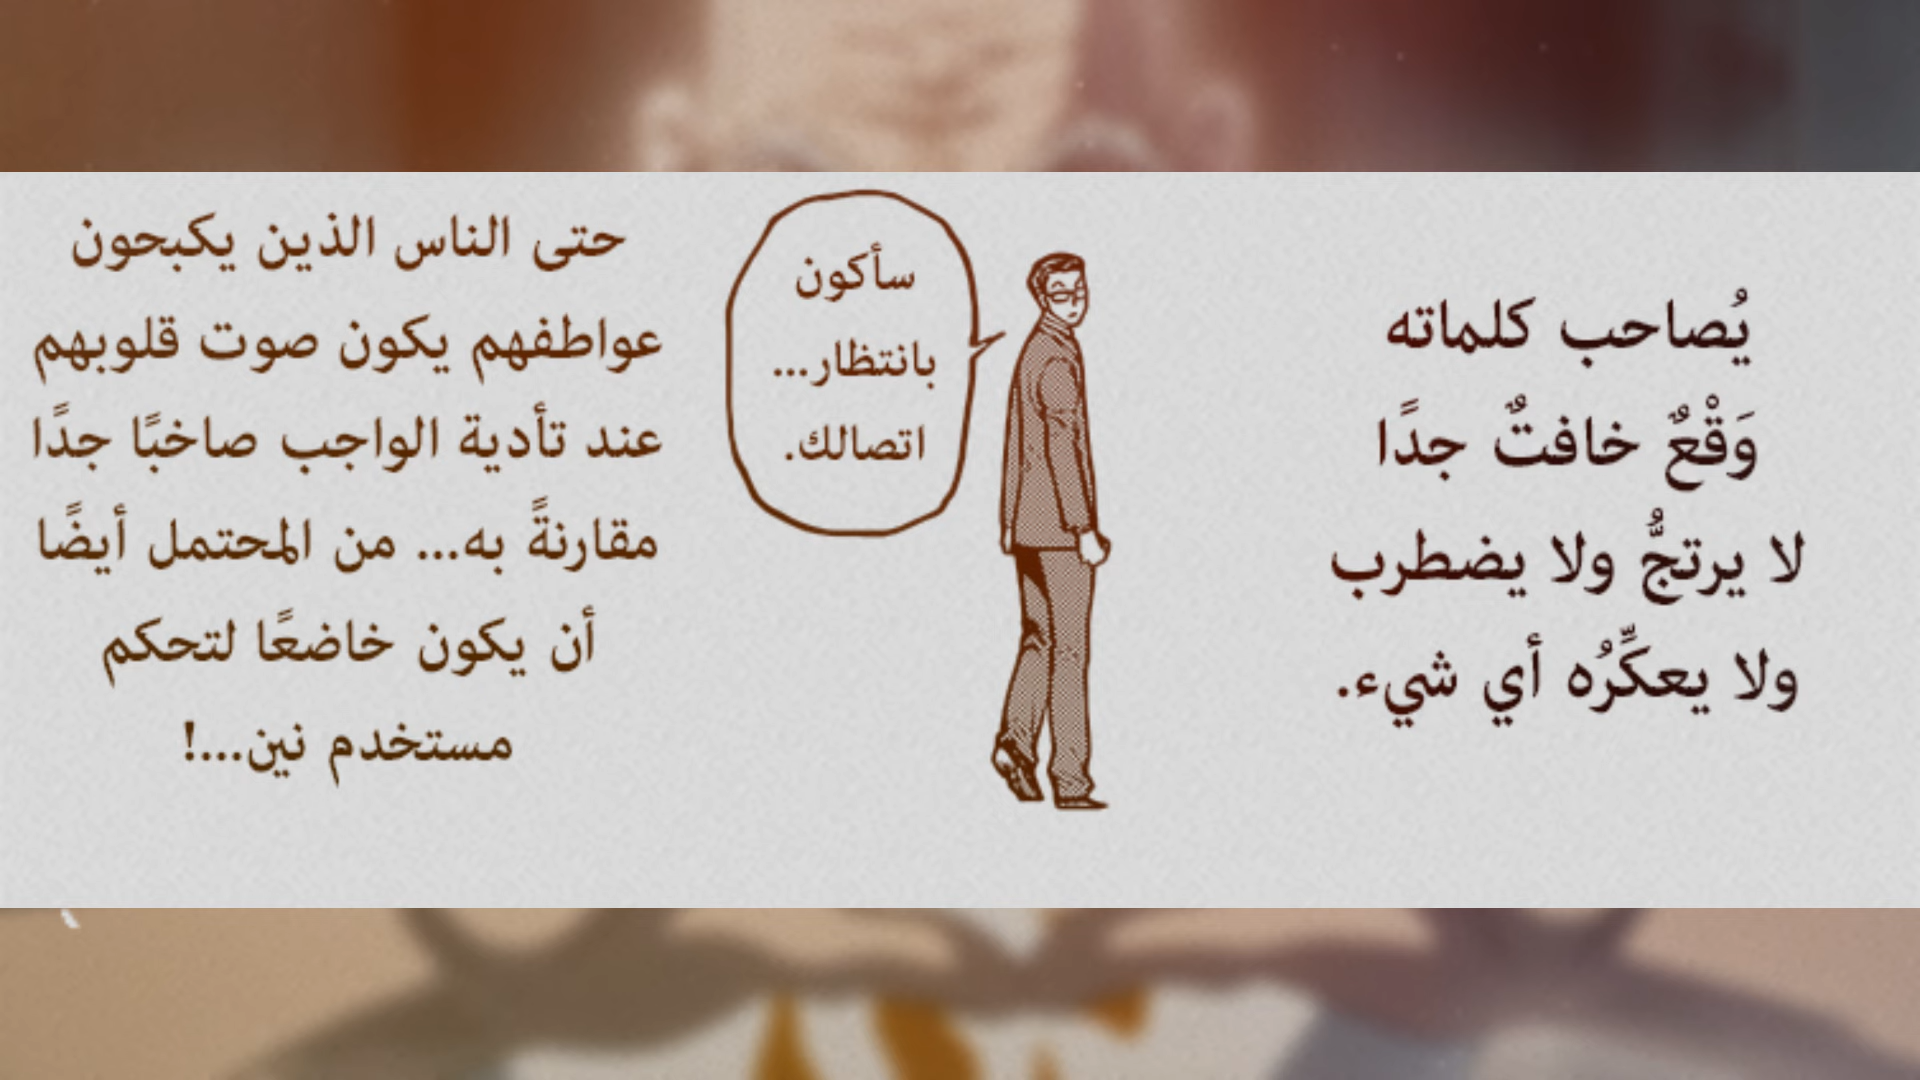 يُصاحب كلماته
وَقْعٌ خافتٌ جدًا
لا يرتجُّ ولا يضطرب
ولا يعكِّرُه أي شيء.
سأكون
بانتظار...
اتصالك.
حتى الناس الذين يكبحون
عواطفهم يكون صوت قلوبهم
عند تأدية الواجب صاخبًا جدًا
مقارنةً به... من المحتمل أيضًا
أن يكون خاضعًا لتحكم
مستخدم نين...!